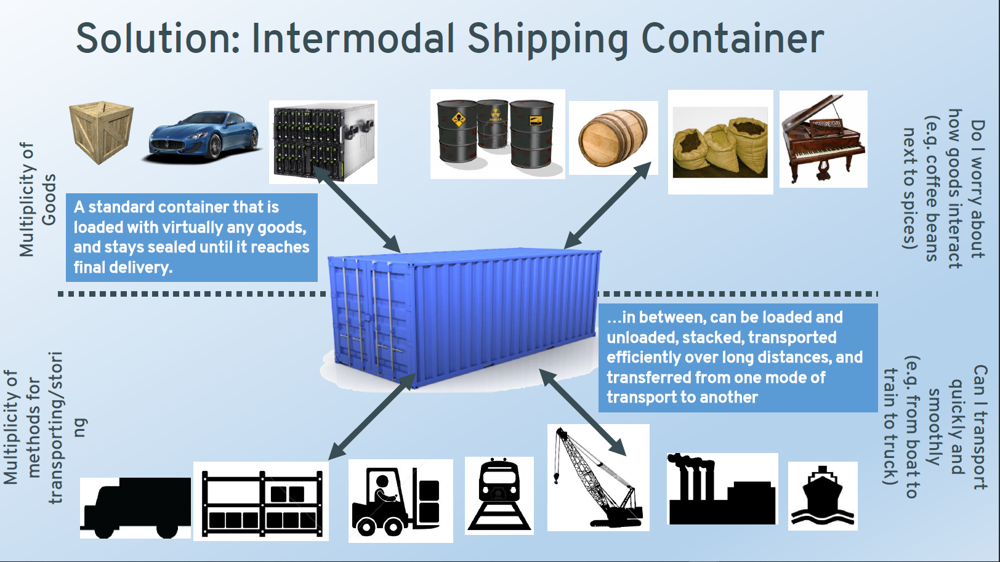 Solution: Intermodal Shipping Container
Multiplicity of
Goods
A standard container that is
loaded with virtually any goods,
and stays sealed until it reaches
final delivery.
Do I worry about
how goods interact
(e.g. coffee beans
next to spices)
Multiplicity of
methods for
transporting/stori
ng
...in between, can be loaded and
unloaded, stacked, transported
efficiently over long distances, and
transferred from one mode of
transport to another
Can I transport
quickly and
smoothly
(e.g. from boat to
train to truck)